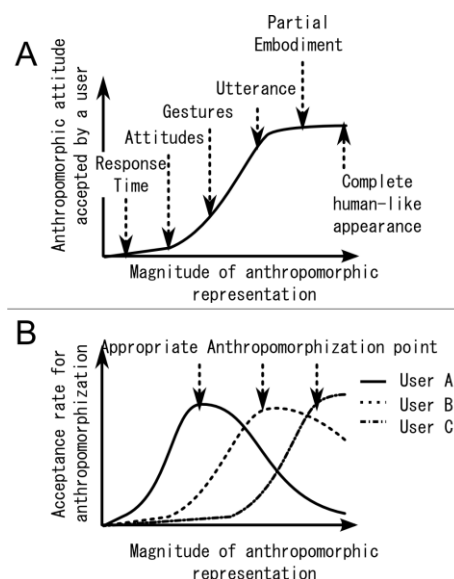 A
Partial
Embodiment
Utterance
Gestures
Attitudes
Response
Time
Complete
human-like
appearance
Anthropomorphic attitude
accepted by a user
Magnitude of anthropomorphic
representation
B
Appropriate Anthropomorphization point
User A
User B
User C
Acceptance rate for
anthropomorphization
Magnitude of anthropomorphic
representation